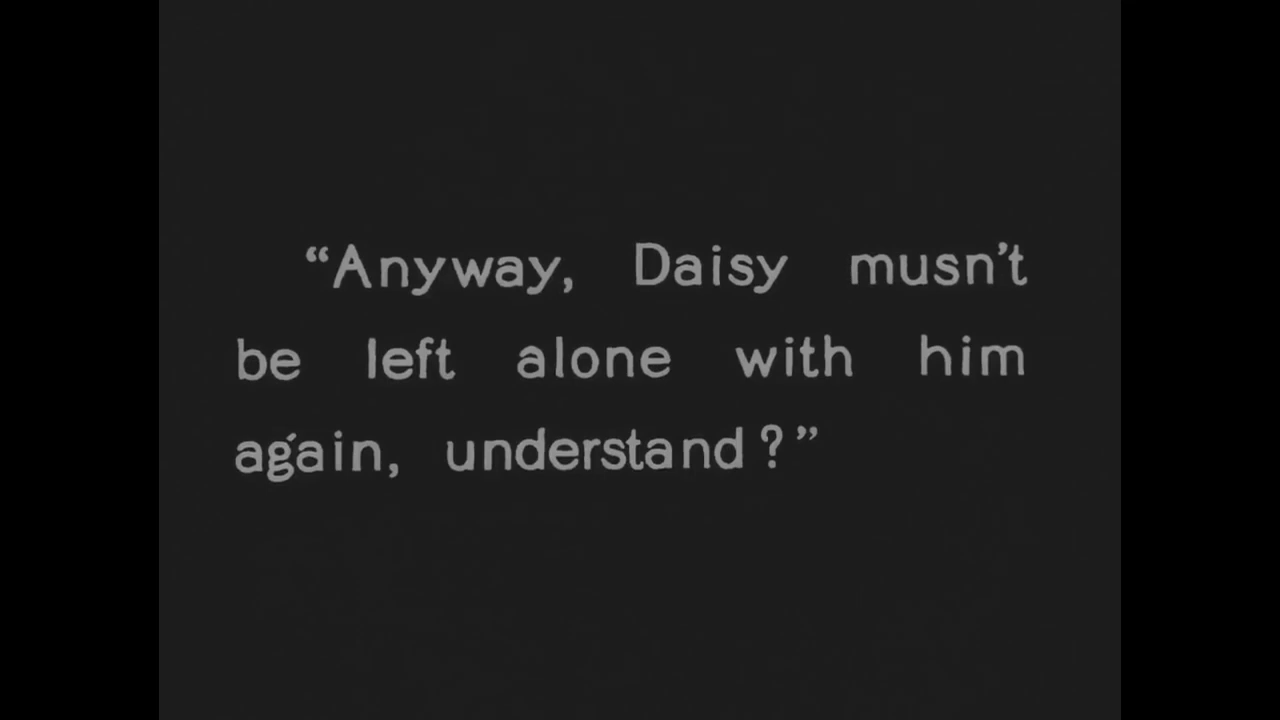 “Anyway, Daisy musn’t
be left alone with him
again, understand?”